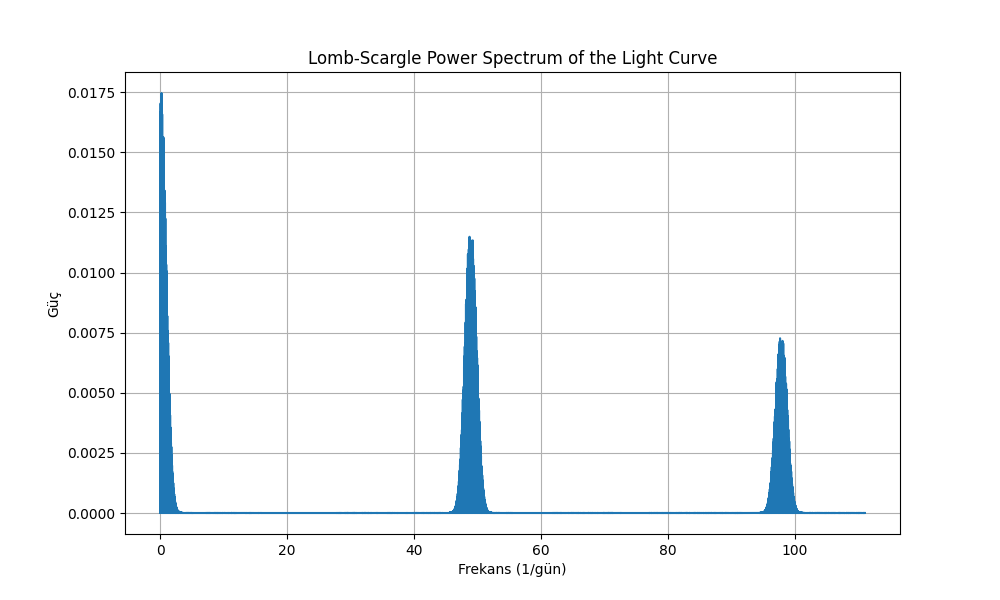 Lomb-Scargle Power Spectrum of the Light Curve
0.0175
0.0150
0.0125
0.0100
0.0075
0.0050
0.0025
0.0000
Güç
0 20 40 60 80 100
Frekans (1/gün)